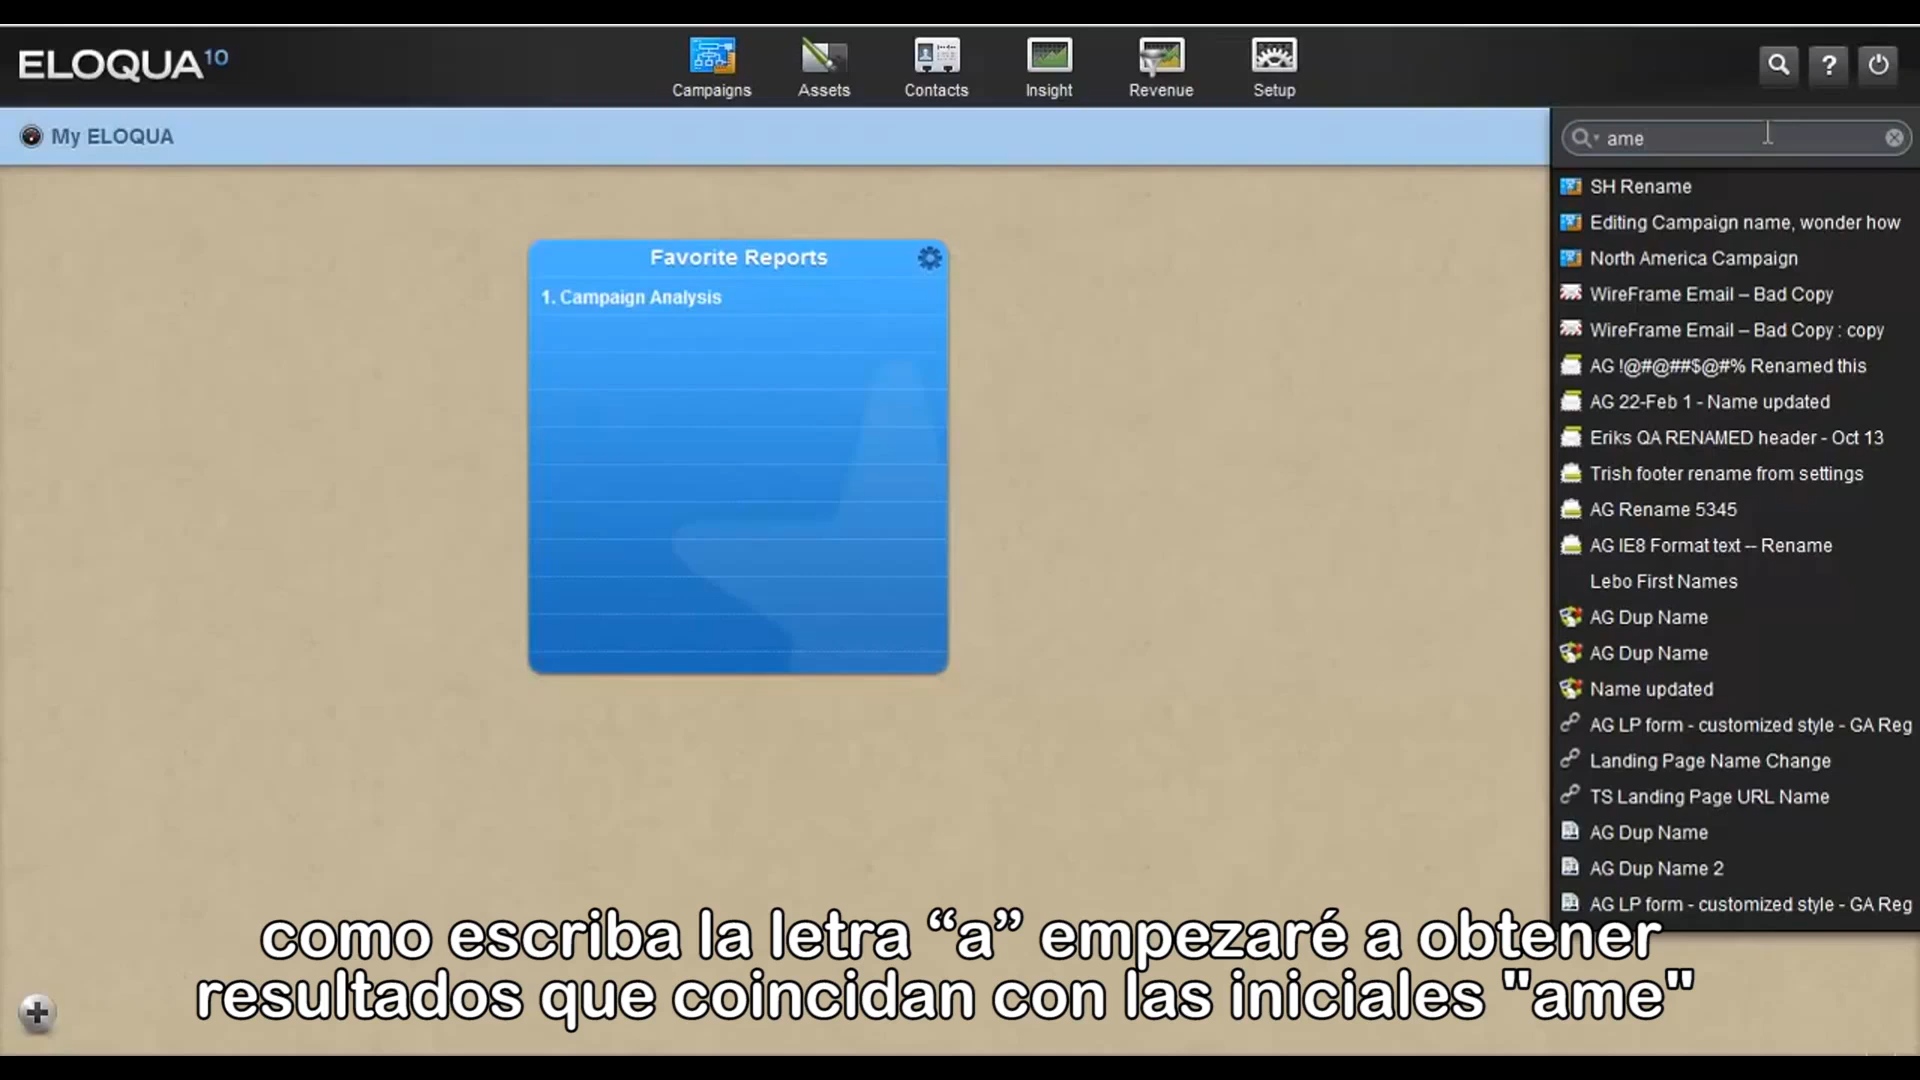 ELOQUA10
Campaigns
Assets
Contacts
Insight
Revenue
Setup
?
My ELOQUA
ame
SH Rename
Editing Campaign name, wonder how
North America Campaign
WireFrame Email – Bad Copy
WireFrame Email – Bad Copy : copy
AG !@#@##$@#% Renamed this
AG 22-Feb 1 - Name updated
Eriks QA RENAMED header - Oct 13
Trish footer rename from settings
AG Rename 5345
AG IE8 Format text -- Rename
Lebo First Names
AG Dup Name
AG Dup Name
Name updated
AG LP form - customized style - GA Reg
Landing Page Name Change
TS Landing Page URL Name
AG Dup Name
AG Dup Name 2
AG LP form - customized style - GA Reg
Favorite Reports
1. Campaign Analysis
como escriba la letra “a” empezaré a obtener
resultados que coincidan con las iniciales "ame"